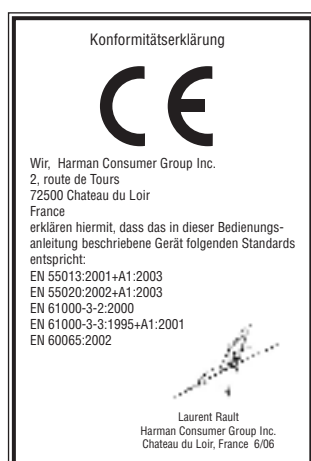 Konformitätserklärung
CE
Wir, Harman Consumer Group Inc.
2, route de Tours
72500 Chateau du Loir
France
erklären hiermit, dass das in dieser Bedienungs-
anleitung beschriebene Gerät folgenden Standards
entspricht:
EN 55013:2001+A1:2003
EN 55020:2002+A1:2003
EN 61000-3-2:2000
EN 61000-3-3:1995+A1:2001
EN 60065:2002
Laurent Rault
Harman Consumer Group Inc.
Chateau du Loir, France 6/06